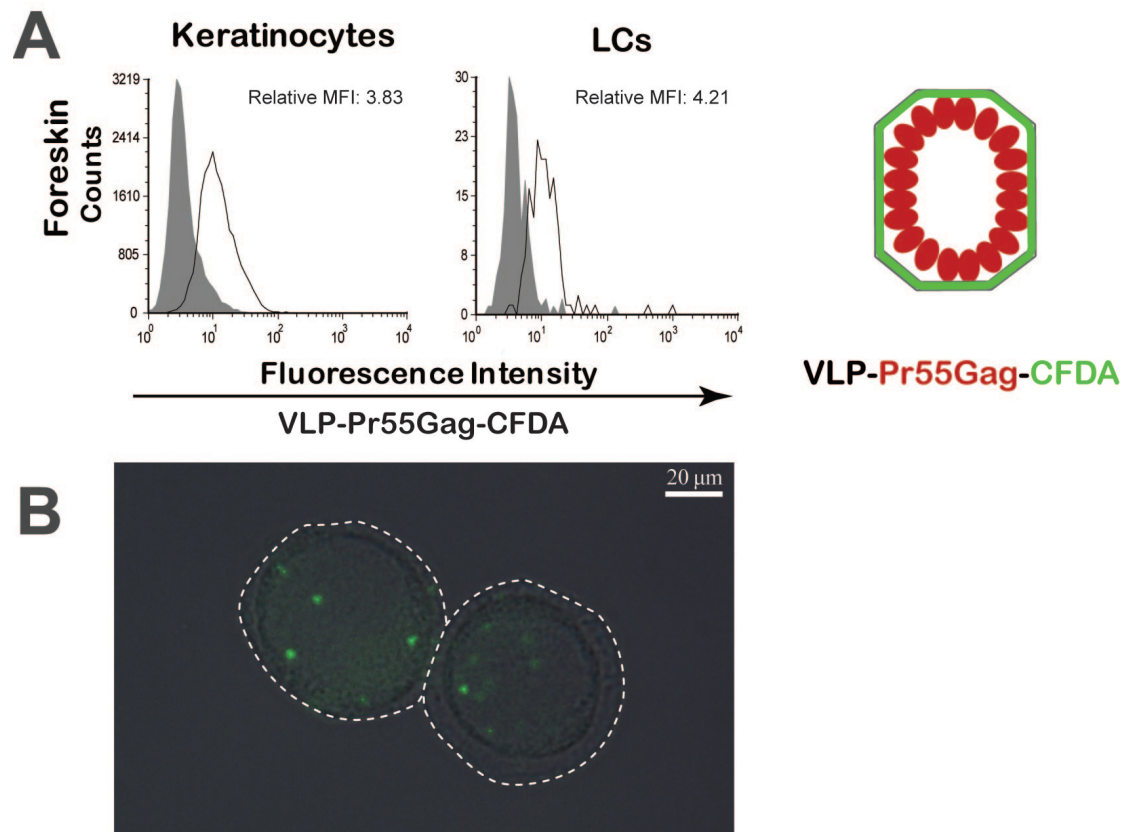 A
Keratinocytes
LCs
Foreskin
Counts
3219
2414
1610
805
0
Relative MFI: 3.83
10^0 10^1 10^2 10^3 10^4
30
23
15
8
0
Relative MFI: 4.21
10^0 10^1 10^2 10^3 10^4
Fluorescence Intensity
VLP-Pr55Gag-CFDA
VLP-Pr55Gag-CFDA
B
20 µm